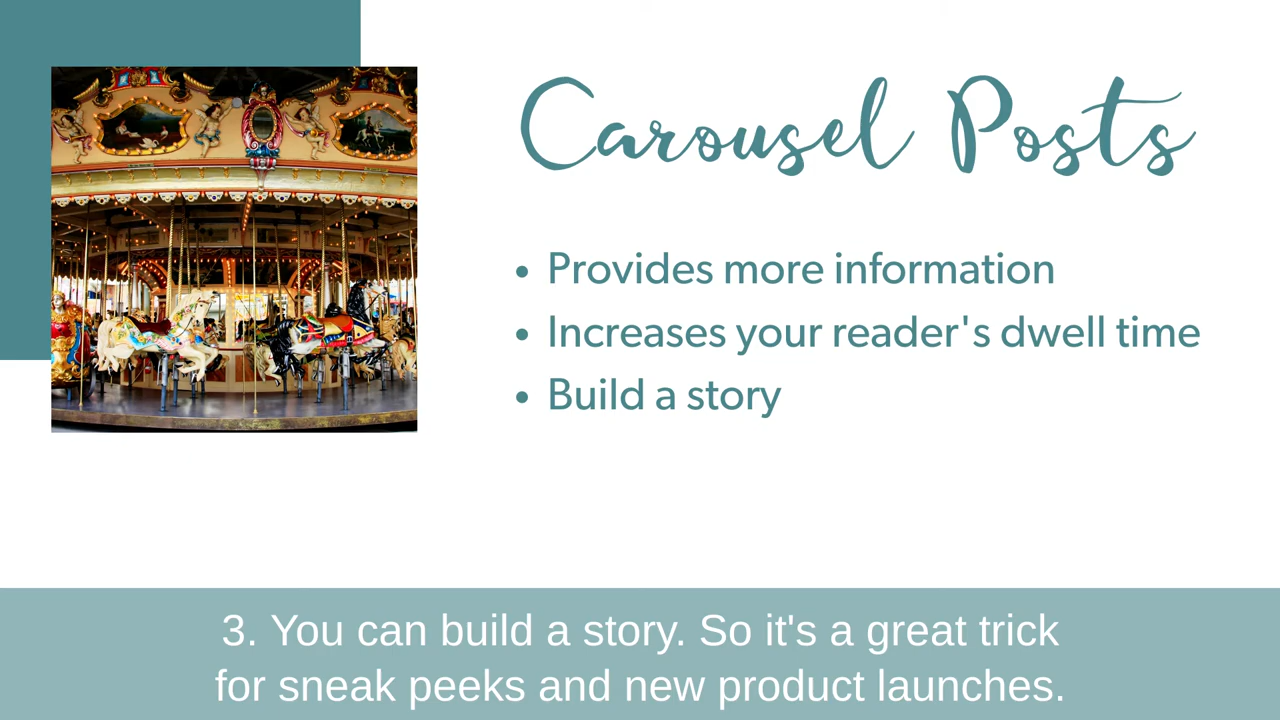 Carousel Posts
• Provides more information
• Increases your reader's dwell time
• Build a story
3. You can build a story. So it's a great trick
for sneak peeks and new product launches.